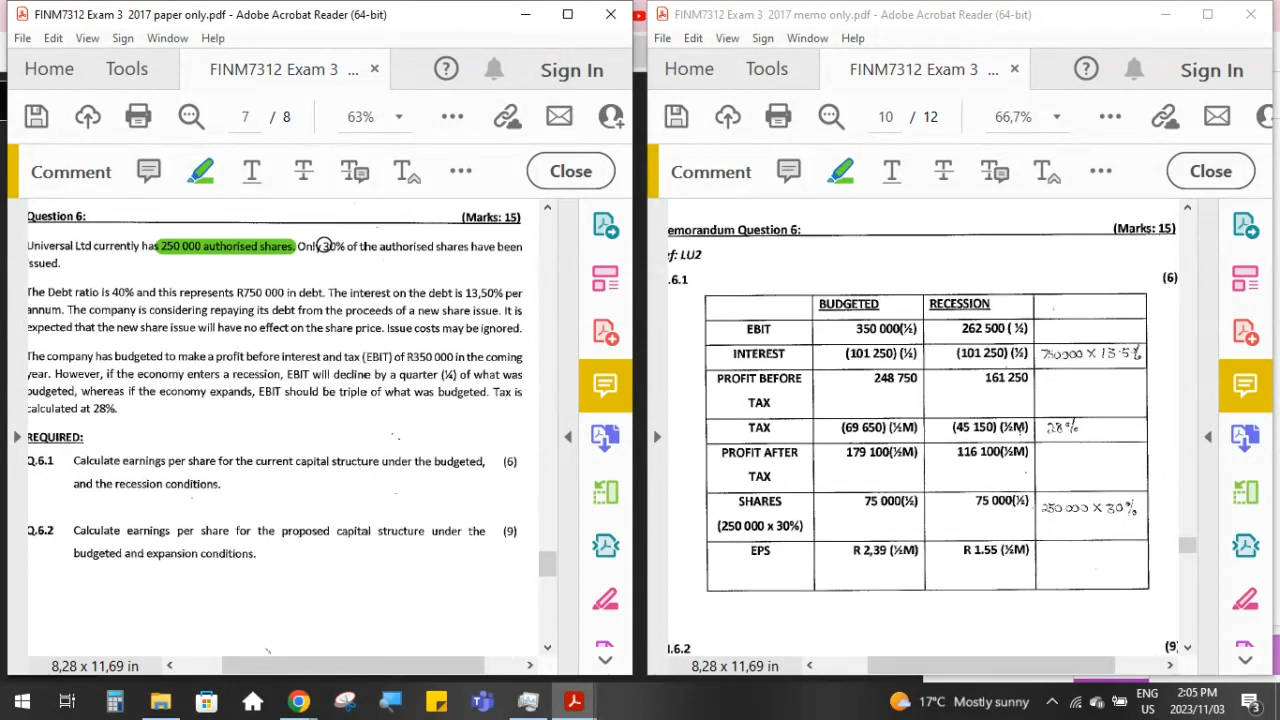 FINM7312 Exam 3 2017 paper only.pdf - Adobe Acrobat Reader (64-bit)
File Edit View Sign Window Help
Home Tools FINM7312 Exam 3 ... Sign In
7 / 8 63%
Comment Close
Question 6: (Marks: 15)
Universal Ltd currently has 250 000 authorised shares. Only 30% of the authorised shares have been
issued.
The Debt ratio is 40% and this represents R750 000 in debt. The interest on the debt is 13,50% per
annum. The company is considering repaying its debt from the proceeds of a new share issue. It is
expected that the new share issue will have no effect on the share price. Issue costs may be ignored.
The company has budgeted to make a profit before interest and tax (EBIT) of R350 000 in the coming
year. However, if the economy enters a recession, EBIT will decline by a quarter (¼) of what was
budgeted, whereas if the economy expands, EBIT should be triple of what was budgeted. Tax is
calculated at 28%.
REQUIRED:
Q.6.1 Calculate earnings per share for the current capital structure under the budgeted, (6)
and the recession conditions.
Q.6.2 Calculate earnings per share for the proposed capital structure under the (9)
budgeted and expansion conditions.
8,28 x 11,69 in
FINM7312 Exam 3 2017 memo only.pdf - Adobe Acrobat Reader (64-bit)
File Edit View Sign Window Help
Home Tools FINM7312 Exam 3 ... Sign In
10 / 12 66,7%
Comment Close
emorandum Question 6: (Marks: 15)
ef: LU2
.6.1 (6)
BUDGETED RECESSION
EBIT 350 000(½) 262 500 ( ½)
INTEREST (101 250) (½) (101 250) (½) 750000 X 13.5%
PROFIT BEFORE 248 750 161 250
TAX
TAX (69 650) (½M) (45 150) (½M) 28%
PROFIT AFTER 179 100(½M) 116 100(½M)
TAX
SHARES 75 000(½) 75 000(½) 250000 X 30%
(250 000 x 30%)
EPS R 2,39 (½M) R 1.55 (½M)
.6.2 (9)
8,28 x 11,69 in
17°C Mostly sunny
ENG
US
2:05 PM
2023/11/03
3